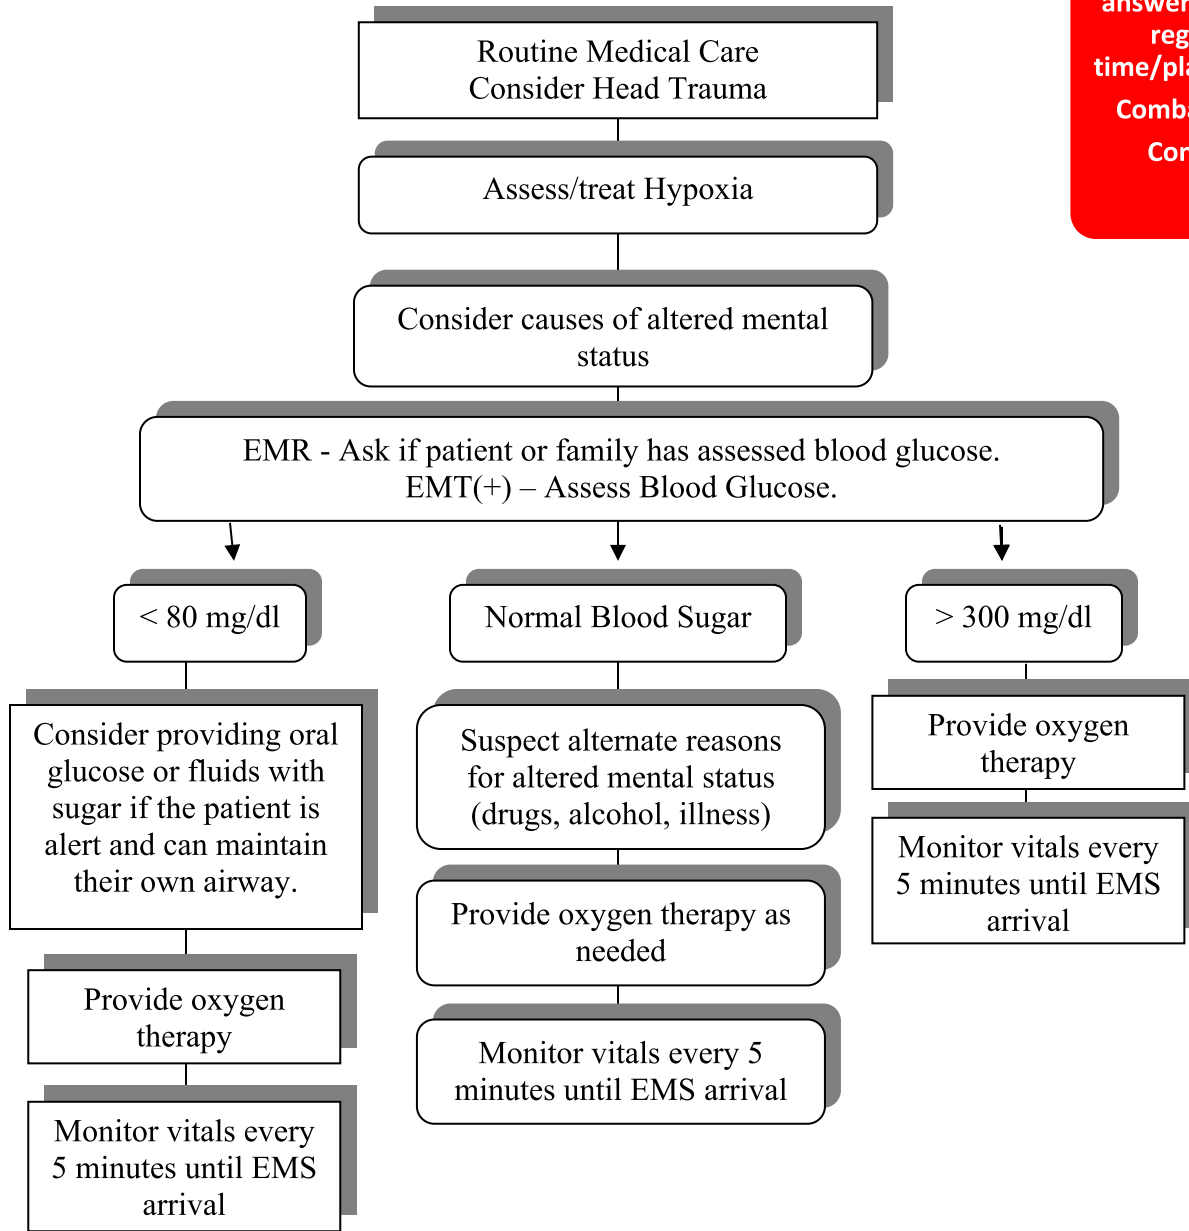 Routine Medical Care
Consider Head Trauma
Assess/treat Hypoxia
Consider causes of altered mental
status
EMR - Ask if patient or family has assessed blood glucose.
EMT(+) – Assess Blood Glucose.
< 80 mg/dl
Normal Blood Sugar
> 300 mg/dl
Consider providing oral
glucose or fluids with
sugar if the patient is
alert and can maintain
their own airway.
Provide oxygen
therapy
Monitor vitals every
5 minutes until EMS
arrival
Suspect alternate reasons
for altered mental status
(drugs, alcohol, illness)
Provide oxygen therapy as
needed
Monitor vitals every 5
minutes until EMS arrival
Provide oxygen
therapy
Monitor vitals every
5 minutes until EMS
arrival